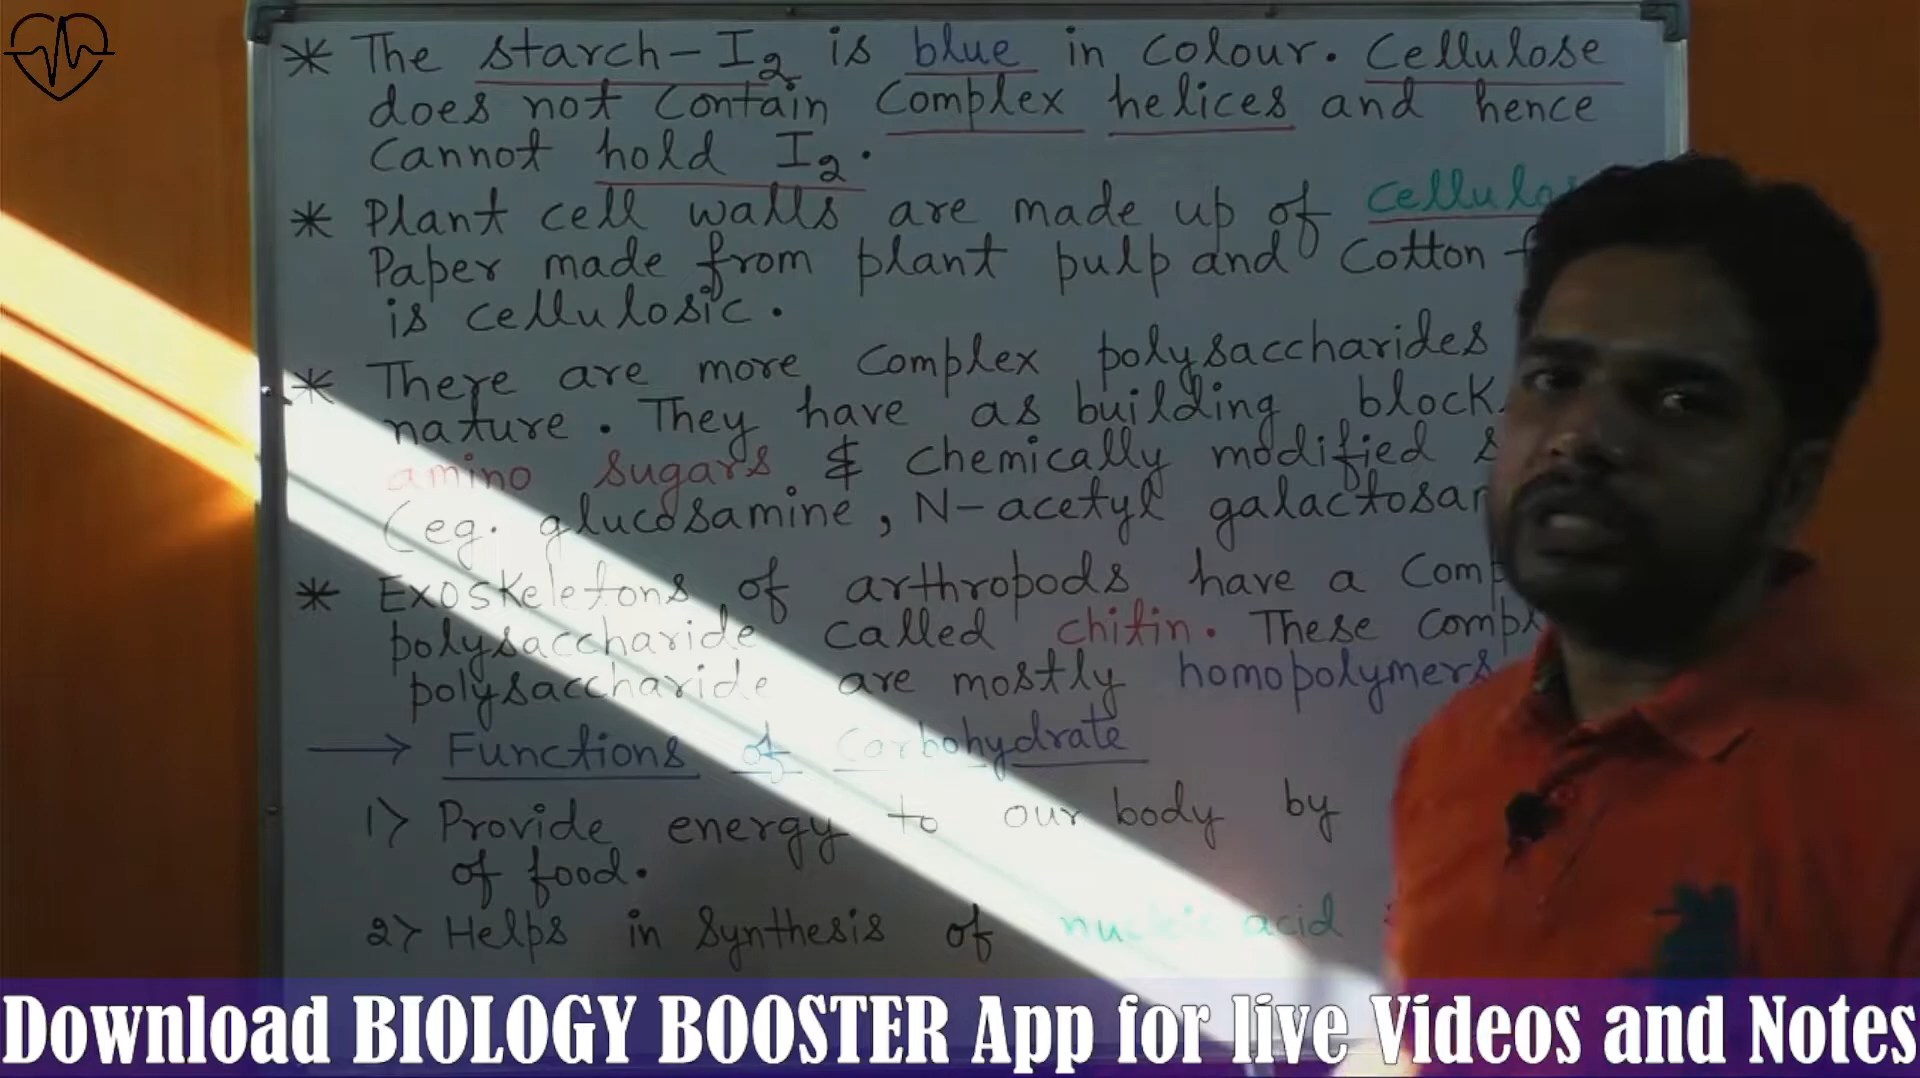 * The starch-I2 is blue in colour. Cellulose
does not contain complex helices and hence
cannot hold I2.
* Plant cell walls are made up of
Paper made from plant pulp and cotton
is cellulosic.
* There are more complex polysaccharides
nature. They have as building
amino sugars & chemically modified
(eg. glucosamine, N-acetyl
* Exoskeletons of arthropods have a
polysaccharide called chitin. These
polysaccharide are mostly homopolymers
→ Functions of Carbohydrate
1> Provide energy to our body by
of food.
2> Helps in synthesis of nucleic acid
Download BIOLOGY BOOSTER App for live Videos and Notes